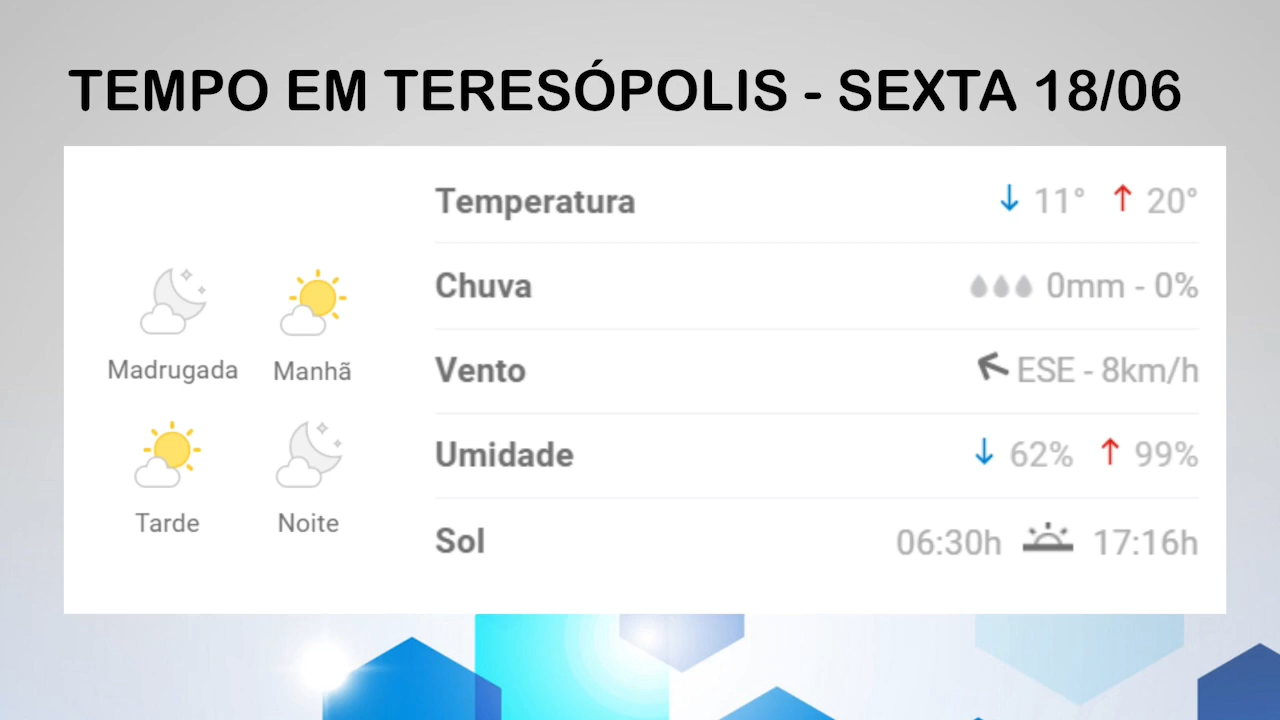 TEMPO EM TERESÓPOLIS - SEXTA 18/06
Madrugada Manhã
Tarde Noite
Temperatura 11° 20°
Chuva 0mm - 0%
Vento ESE - 8km/h
Umidade 62% 99%
Sol 06:30h 17:16h